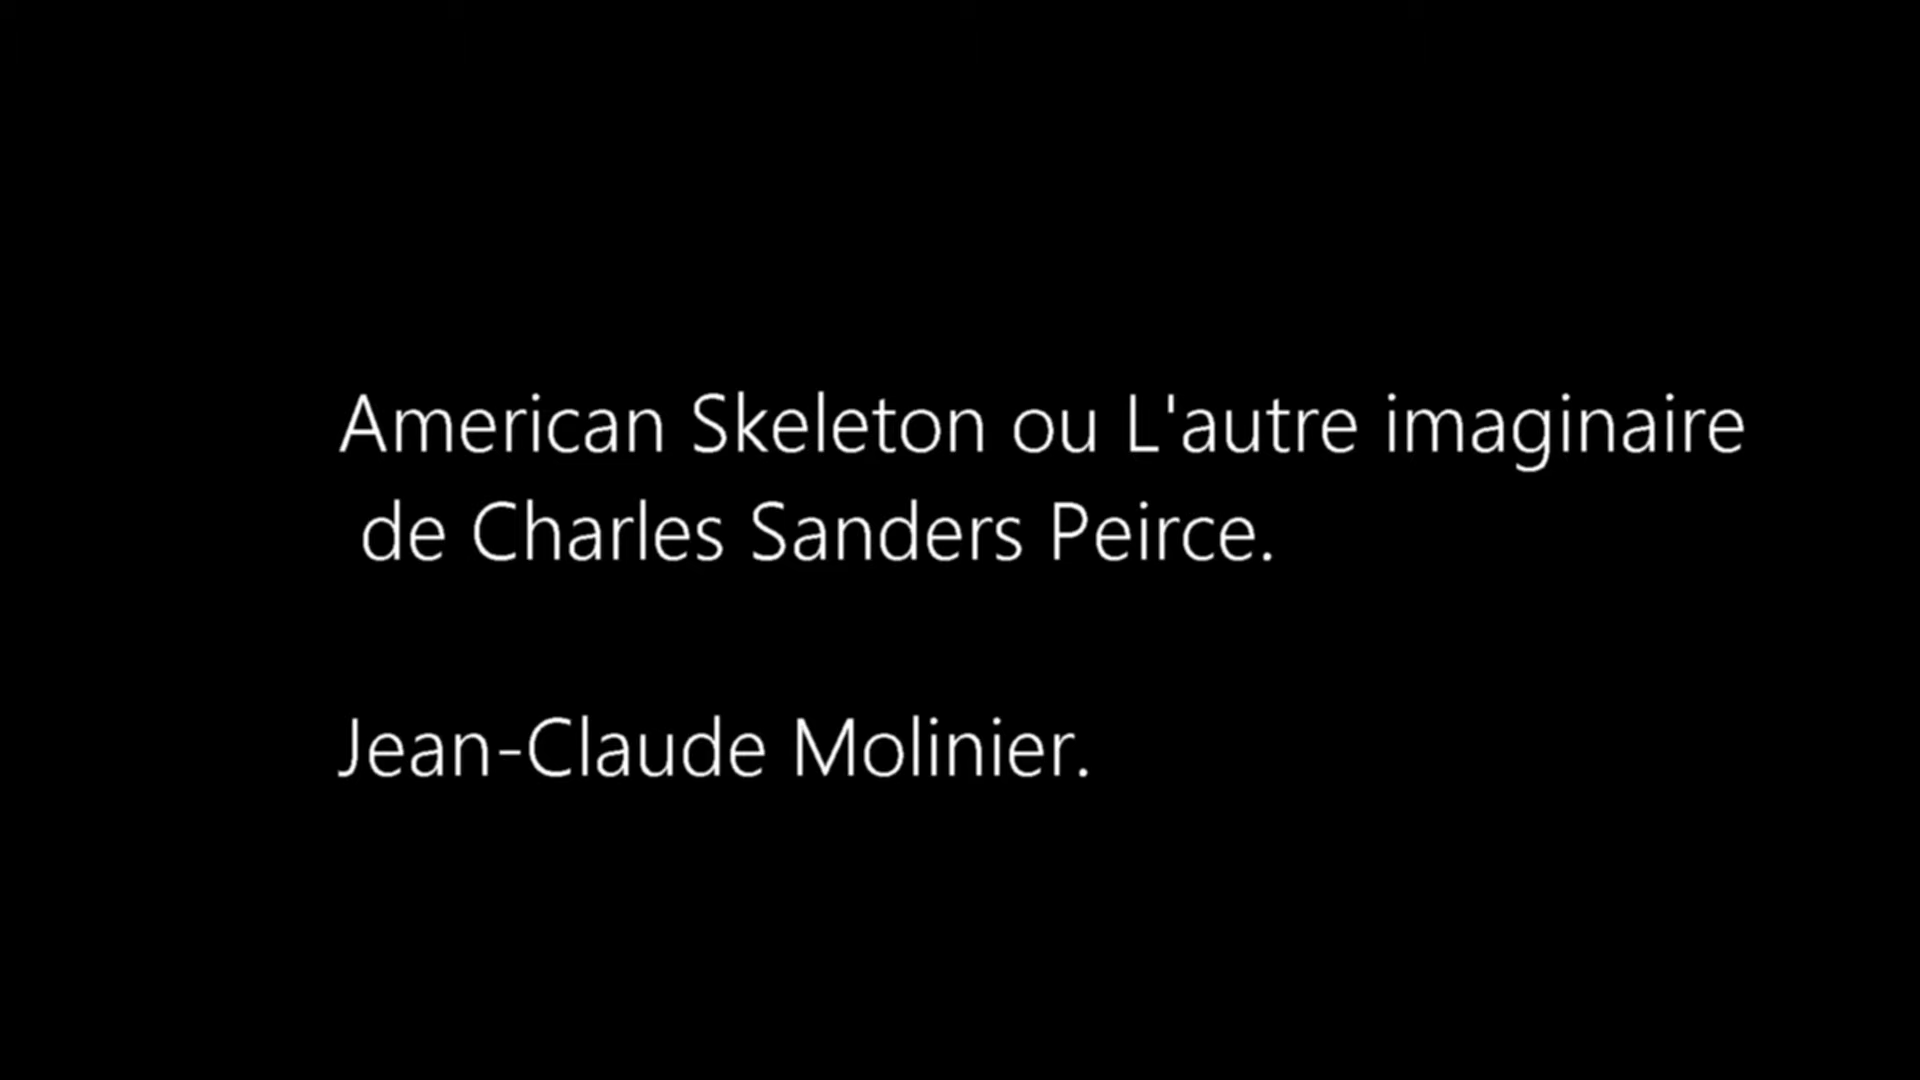 American Skeleton ou L'autre imaginaire
de Charles Sanders Peirce.
Jean-Claude Molinier.